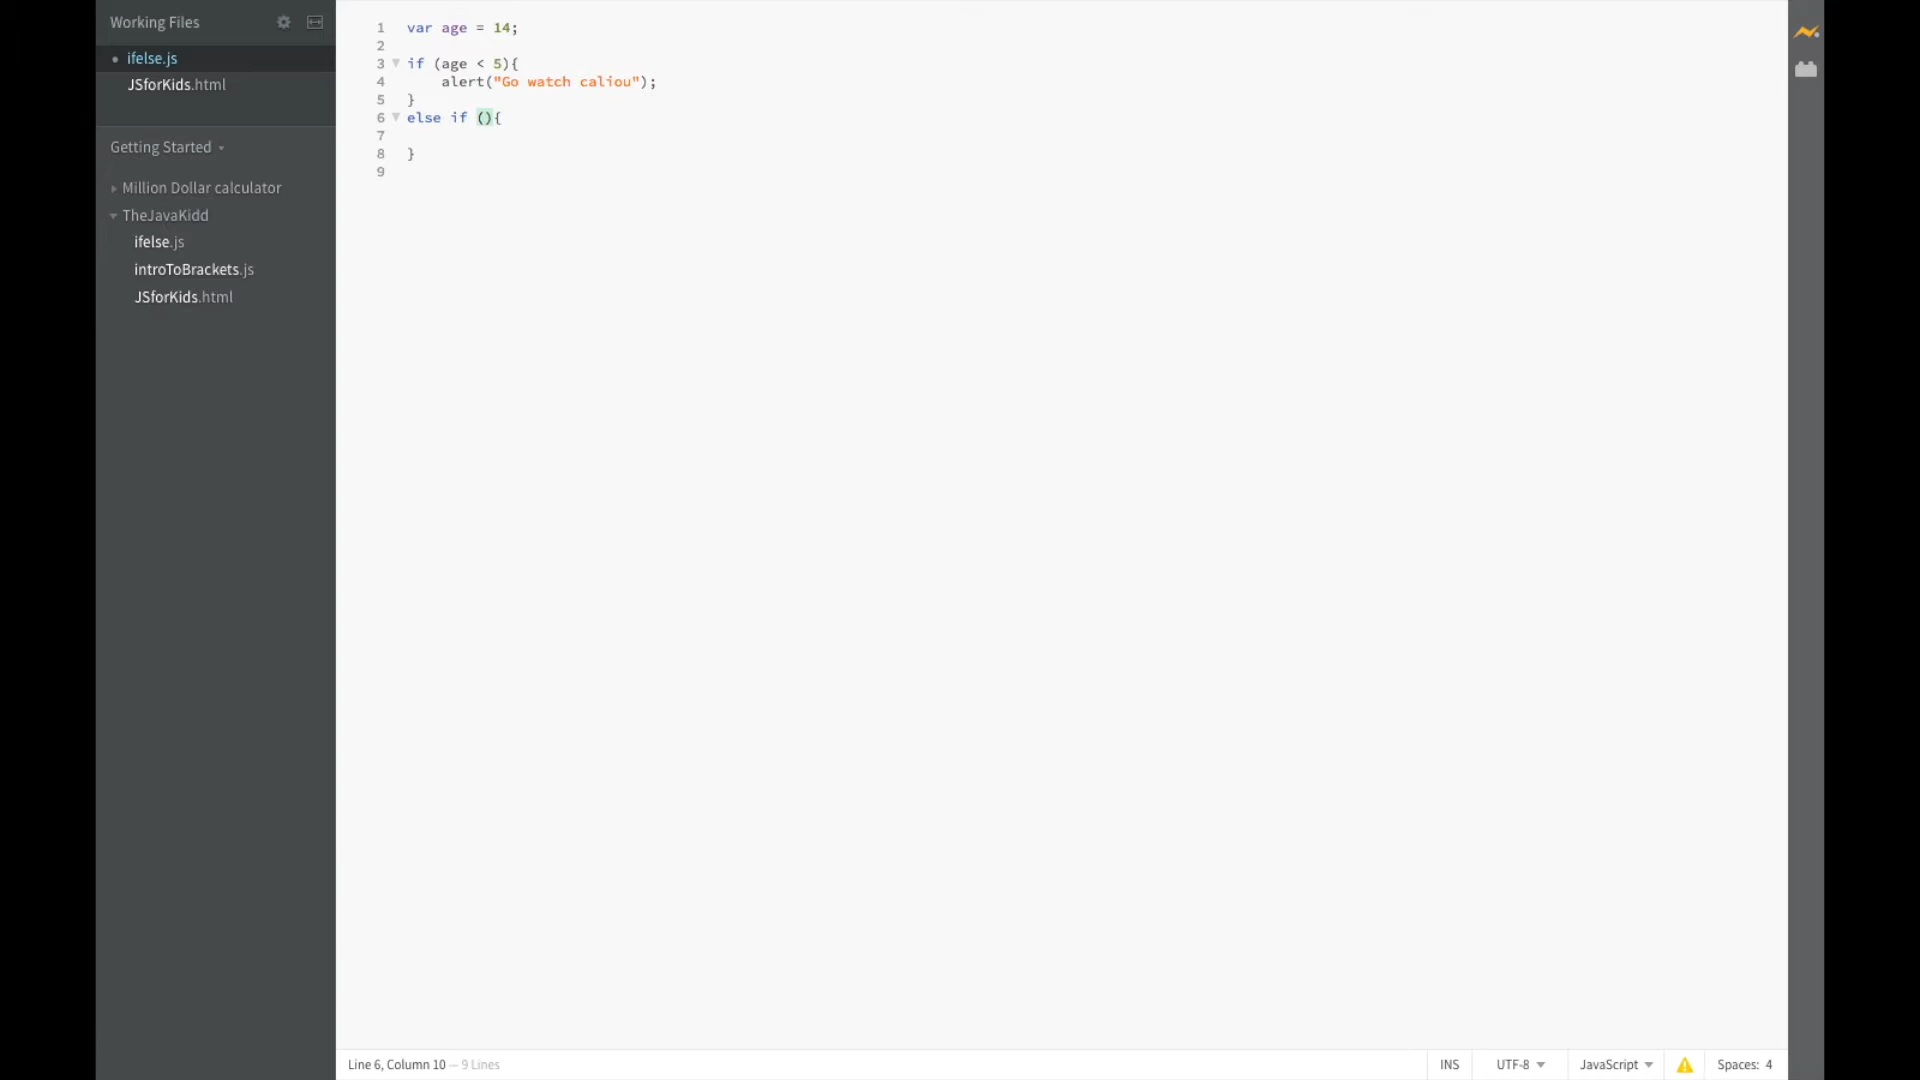 Working Files
ifelse.js
JSforKids.html
Getting Started
Million Dollar calculator
TheJavaKidd
ifelse.js
introToBrackets.js
JSforKids.html
1 var age = 14;
2
3 if (age < 5){
4 alert("Go watch caliou");
5 }
6 else if (){
7
8 }
9
Line 6, Column 10 — 9 Lines
INS UTF-8 JavaScript Spaces: 4